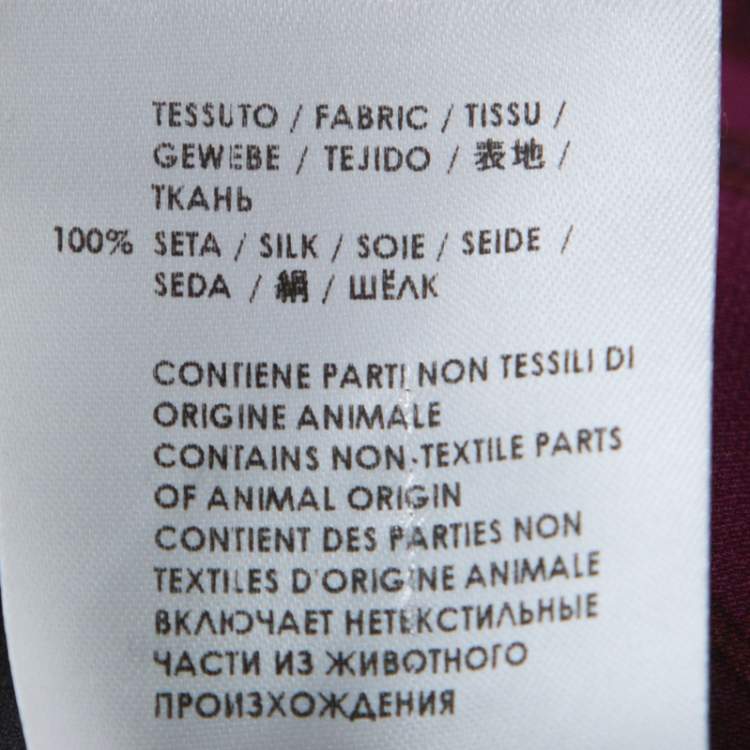 TESSUTO / FABRIC / TISSU /
GEWEBE / TEJIDO / 表地 /
ТКАНЬ
100% SETA / SILK / SOIE / SEIDE /
SEDA / 絹 / ШЁЛК
CONTIENE PARTI NON TESSILI DI
ORIGINE ANIMALE
CONTAINS NON-TEXTILE PARTS
OF ANIMAL ORIGIN
CONTIENT DES PARTIES NON
TEXTILES D'ORIGINE ANIMALE
ВКЛЮЧАЕТ НЕТЕКСТИЛЬНЫЕ
ЧАСТИ ИЗ ЖИВОТНОГО
ПРОИЗХОЖДЕНИЯ